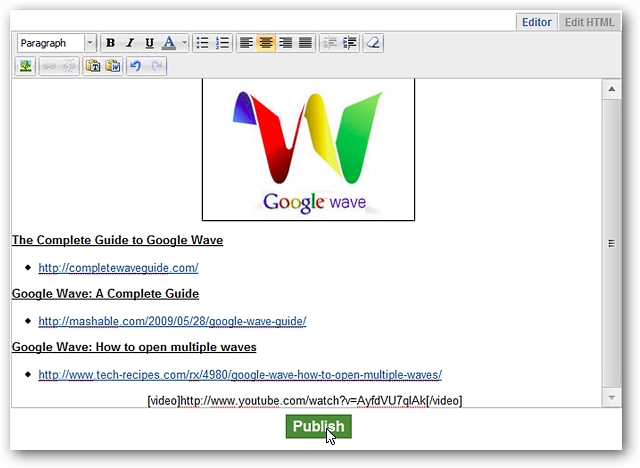 Editor Edit HTML
Paragraph B I U A
Google wave
The Complete Guide to Google Wave
http://completewaveguide.com/
Google Wave: A Complete Guide
http://mashable.com/2009/05/28/google-wave-guide/
Google Wave: How to open multiple waves
http://www.tech-recipes.com/rx/4980/google-wave-how-to-open-multiple-waves/
[video]http://www.youtube.com/watch?v=AyfdVU7qIAk[/video]
Publish